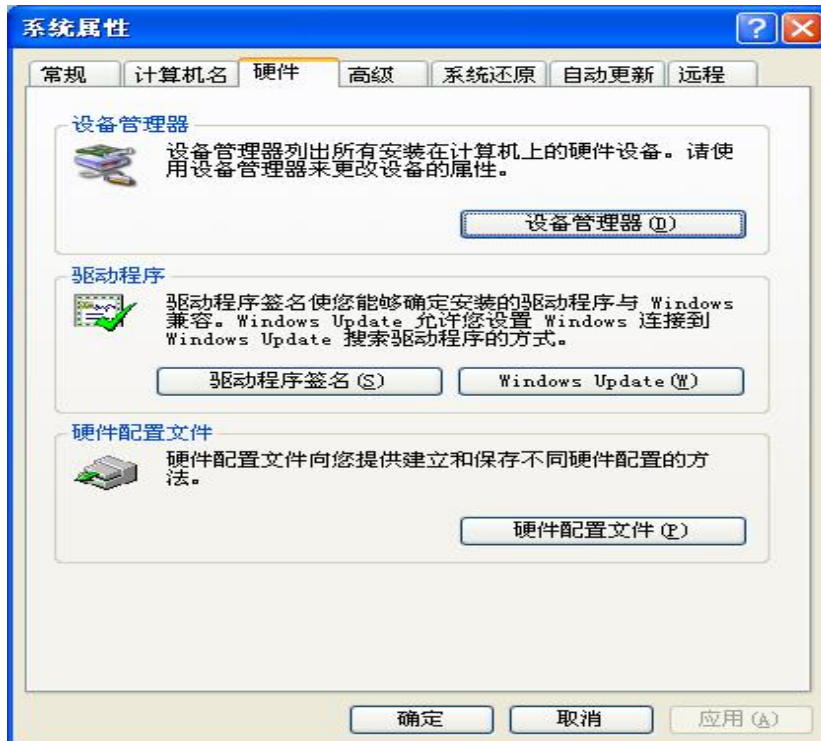 系统属性
常规 计算机名 硬件 高级 系统还原 自动更新 远程
设备管理器
设备管理器列出所有安装在计算机上的硬件设备。请使
用设备管理器来更改设备的属性。
设备管理器(D)
驱动程序
驱动程序签名使您能够确定安装的驱动程序与 Windows
兼容。Windows Update 允许您设置 Windows 连接到
Windows Update 搜索驱动程序的方式。
驱动程序签名(S) Windows Update(W)
硬件配置文件
硬件配置文件向您提供建立和保存不同硬件配置的方
法。
硬件配置文件(P)
确定 取消 应用(A)